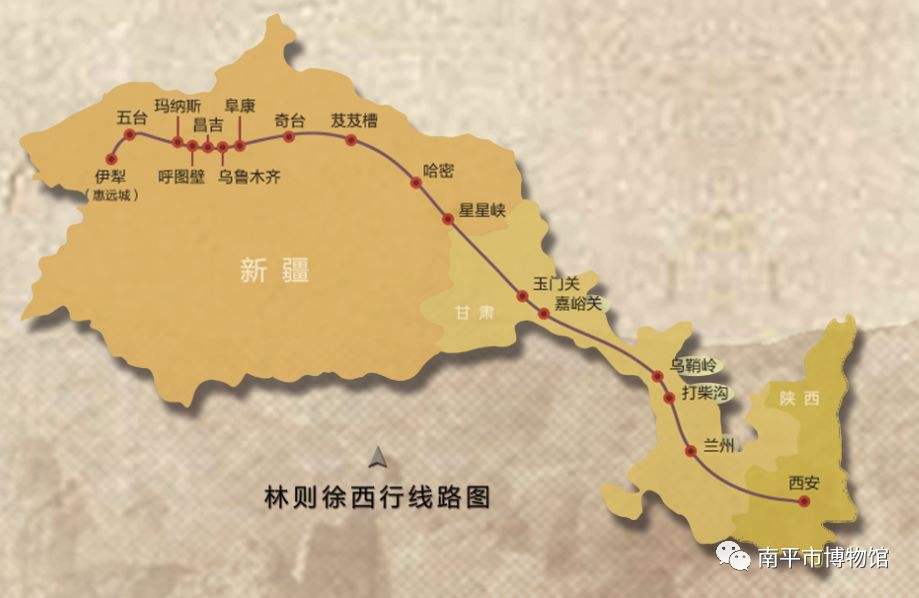 玛纳斯
阜康
五台
昌吉
奇台
芨芨槽
伊犁
（惠远城）
呼图壁
乌鲁木齐
哈密
星星峡
新疆
玉门关
嘉峪关
甘肃
乌鞘岭
打柴沟
陕西
兰州
西安
林则徐西行线路图
南平市博物馆